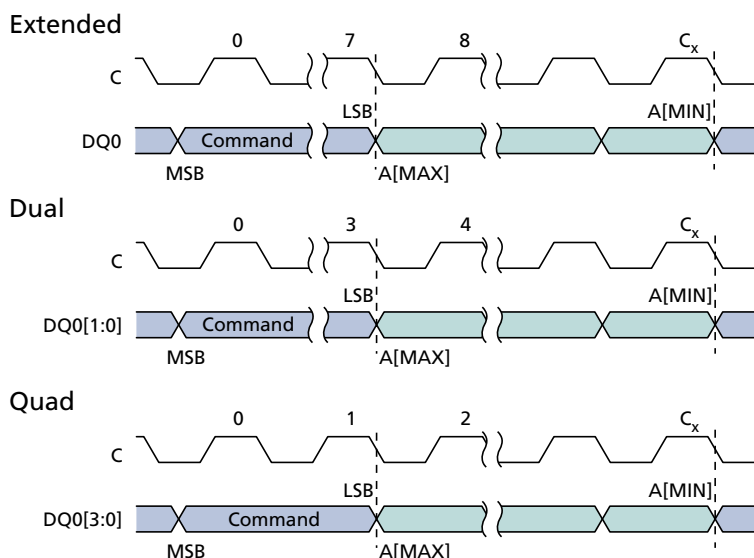 Extended
0 7 8 Cx
C
LSB A[MIN]
DQ0 Command
MSB A[MAX]
Dual
0 3 4 Cx
C
LSB A[MIN]
DQ0[1:0] Command
MSB A[MAX]
Quad
0 1 2 Cx
C
LSB A[MIN]
DQ0[3:0] Command
MSB A[MAX]